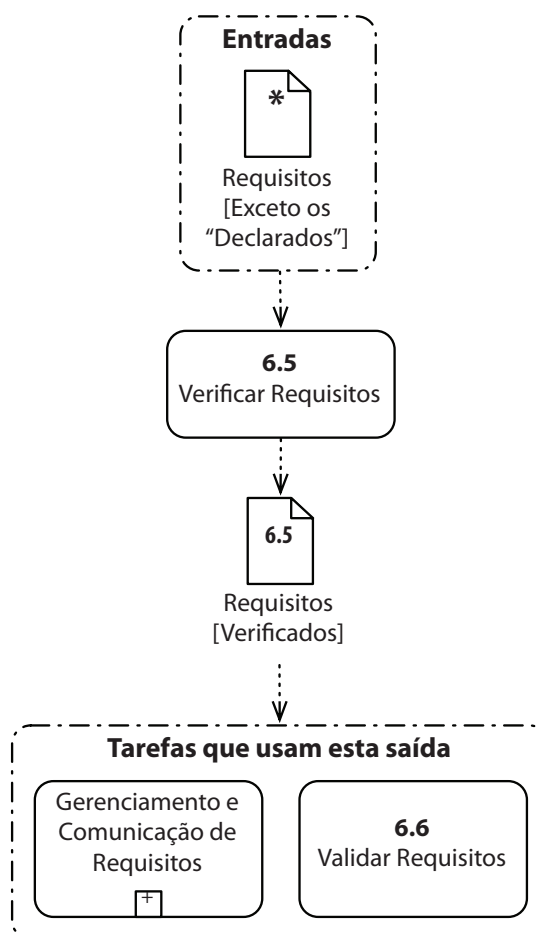 Entradas
*
Requisitos
[Exceto os
“Declarados”]
6.5
Verificar Requisitos
6.5
Requisitos
[Verificados]
Tarefas que usam esta saída
Gerenciamento e
Comunicação de
Requisitos
+
6.6
Validar Requisitos